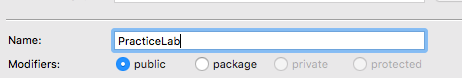 Name: PracticeLab
Modifiers: public package private protected